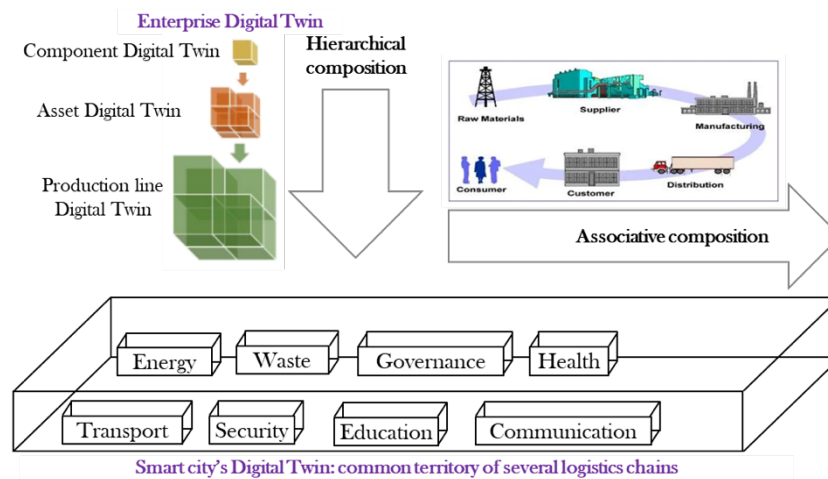 Enterprise Digital Twin
Component Digital Twin
Asset Digital Twin
Production line
Digital Twin
Hierarchical
composition
Raw Materials
Supplier
Manufacturing
Consumer
Customer
Distribution
Associative composition
Energy
Waste
Governance
Health
Transport
Security
Education
Communication
Smart city's Digital Twin: common territory of several logistics chains